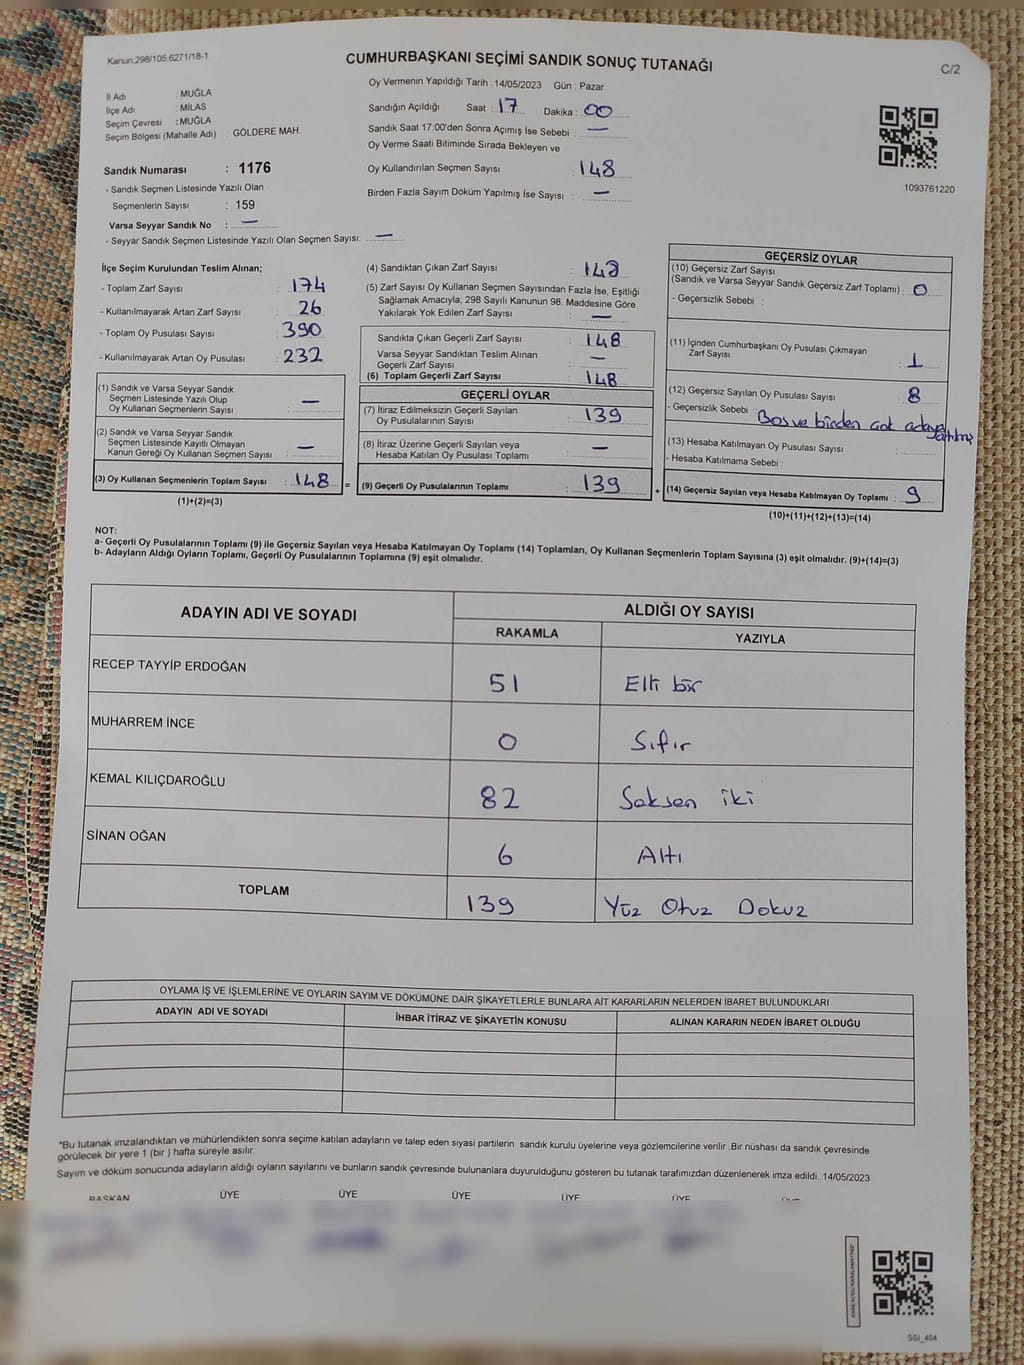 Kanun:298/105,6271/18-1
CUMHURBAŞKANI SEÇİMİ SANDIK SONUÇ TUTANAĞI
C/2
İl Adı : MUĞLA
İlçe Adı : MİLAS
Seçim Çevresi : MUĞLA
Seçim Bölgesi (Mahalle Adı) : GÖLDERE MAH.
Oy Vermenin Yapıldığı Tarih : 14/05/2023 Gün : Pazar
Sandığın Açıldığı Saat : 17 Dakika : 00
Sandık Saat 17:00'den Sonra Açımış İse Sebebi : —
Oy Verme Saati Bitiminde Sırada Bekleyen ve
Oy Kullandırılan Seçmen Sayısı : 148
Birden Fazla Sayım Döküm Yapılmış İse Sayısı : —
1093761220
Sandık Numarası : 1176
- Sandık Seçmen Listesinde Yazılı Olan
Seçmenlerin Sayısı : 159
Varsa Seyyar Sandık No : —
- Seyyar Sandık Seçmen Listesinde Yazılı Olan Seçmen Sayısı: —
İlçe Seçim Kurulundan Teslim Alınan;
- Toplam Zarf Sayısı : 174
- Kullanılmayarak Artan Zarf Sayısı : 26
- Toplam Oy Pusulası Sayısı : 390
- Kullanılmayarak Artan Oy Pusulası : 232
(1) Sandık ve Varsa Seyyar Sandık
Seçmen Listesinde Yazılı Olup
Oy Kullanan Seçmenlerin Sayısı : —
(2) Sandık ve Varsa Seyyar Sandık
Seçmen Listesinde Kayıtlı Olmayan
Kanun Gereği Oy Kullanan Seçmen Sayısı : —
(3) Oy Kullanan Seçmenlerin Toplam Sayısı : 148 =
(1)+(2)=(3)
(4) Sandıktan Çıkan Zarf Sayısı : 148
(5) Zarf Sayısı Oy Kullanan Seçmen Sayısından Fazla İse, Eşitliği
Sağlamak Amacıyla, 298 Sayılı Kanunun 98. Maddesine Göre
Yakılarak Yok Edilen Zarf Sayısı : —
Sandıkta Çıkan Geçerli Zarf Sayısı : 148
Varsa Seyyar Sandıktan Teslim Alınan
Geçerli Zarf Sayısı : —
(6) Toplam Geçerli Zarf Sayısı : 148
GEÇERLİ OYLAR
(7) İtiraz Edilmeksizin Geçerli Sayılan
Oy Pusulalarının Sayısı : 139
(8) İtiraz Üzerine Geçerli Sayılan veya
Hesaba Katılan Oy Pusulaları Toplamı : —
(9) Geçerli Oy Pusulalarının Toplamı : 139 +
GEÇERSİZ OYLAR
(10) Geçersiz Zarf Sayısı
(Sandık ve Varsa Seyyar Sandık Geçersiz Zarf Toplamı) : 0
- Geçersizlik Sebebi :
(11) İçinden Cumhurbaşkanı Oy Pusulası Çıkmayan
Zarf Sayısı : 1
(12) Geçersiz Sayılan Oy Pusulası Sayısı : 8
- Geçersizlik Sebebi Boş ve birden çok adaya
(13) Hesaba Katılmayan Oy Pusulası Sayısı :
- Hesaba Katılmama Sebebi :
(14) Geçersiz Sayılan veya Hesaba Katılmayan Oy Toplamı : 9
(10)+(11)+(12)+(13)=(14)
NOT:
a- Geçerli Oy Pusulalarının Toplamı (9) ile Geçersiz Sayılan veya Hesaba Katılmayan Oy Toplamı (14) Toplamları, Oy Kullanan Seçmenlerin Toplam Sayısına (3) eşit olmalıdır. (9)+(14)=(3)
b- Adayların Aldığı Oyların Toplamı, Geçerli Oy Pusulalarının Toplamına (9) eşit olmalıdır.
ADAYIN ADI VE SOYADI ALDIĞI OY SAYISI
RAKAMLA YAZIYLA
RECEP TAYYİP ERDOĞAN 51 Elli bir
MUHARREM İNCE 0 Sıfır
KEMAL KILIÇDAROĞLU 82 Seksen iki
SİNAN OĞAN 6 Altı
TOPLAM 139 Yüz Otuz Dokuz
OYLAMA İŞ VE İŞLEMLERİNE VE OYLARIN SAYIM VE DÖKÜMÜNE DAİR ŞİKAYETLERLE BUNLARA AİT KARARLARIN NELERDEN İBARET BULUNDUKLARI
ADAYIN ADI VE SOYADI İHBAR İTİRAZ VE ŞİKAYETİN KONUSU ALINAN KARARIN NEDEN İBARET OLDUĞU
*Bu tutanak imzalandıktan ve mühürlendikten sonra seçime katılan adayların ve talep eden siyasi partilerin sandık kurulu üyelerine veya gözlemcilerine verilir .Bir nüshası da sandık çevresinde
görülecek bir yere 1 (bir ) hafta süreyle asılır.
Sayım ve döküm sonucunda adayların aldığı oyların sayılarını ve bunların sandık çevresinde bulunanlara duyurulduğunu gösteren bu tutanak tarafımızdan düzenlenerek imza edildi. 14/05/2023
BAŞKAN ÜYE ÜYE ÜYE ÜYE ÜYE
SSI_404